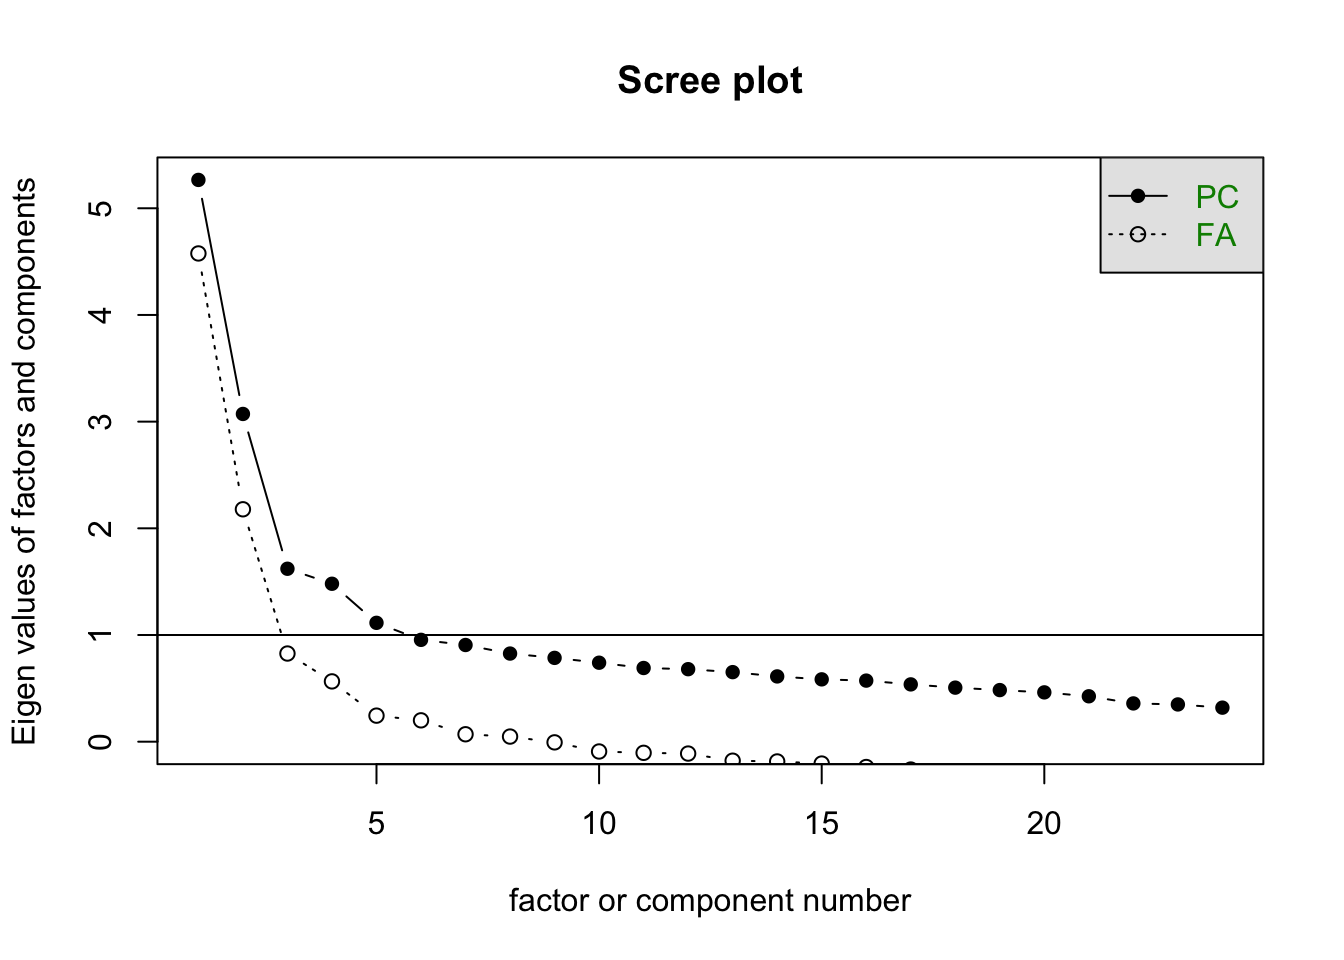 Scree plot
PC
FA
Eigen values of factors and components
5
4
3
2
1
0
5
10
15
20
factor or component number